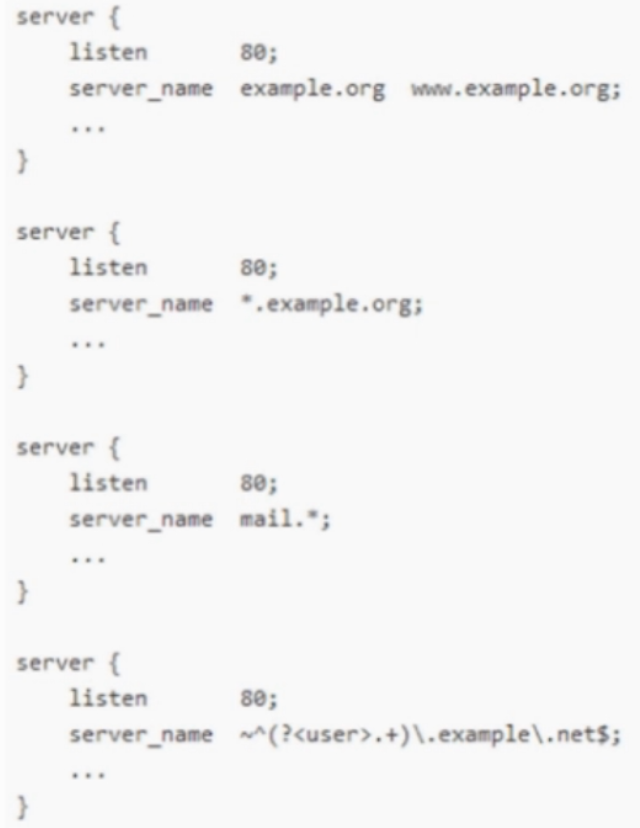 server {
    listen       80;
    server_name  example.org  www.example.org;
    ...
}

server {
    listen       80;
    server_name  *.example.org;
    ...
}

server {
    listen       80;
    server_name  mail.*;
    ...
}

server {
    listen       80;
    server_name  ~^(?<user>.+)\.example\.net$;
    ...
}